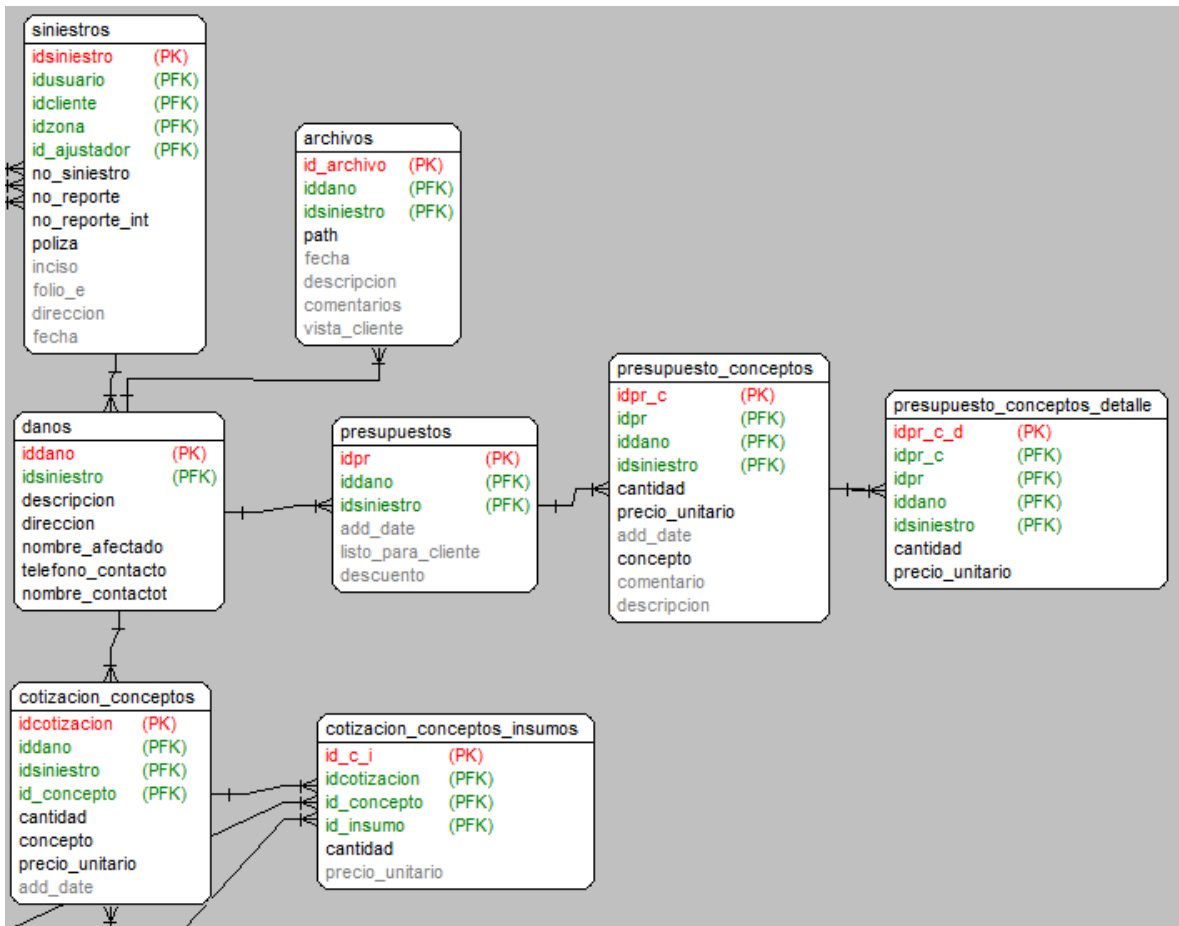 siniestros
idsiniestro (PK)
idusuario (PFK)
idcliente (PFK)
idzona (PFK)
id_ajustador (PFK)
no_siniestro
no_reporte
no_reporte_int
poliza
inciso
folio_e
direccion
fecha
archivos
id_archivo (PK)
iddano (PFK)
idsiniestro (PFK)
path
fecha
descripcion
comentarios
vista_cliente
danos
iddano (PK)
idsiniestro (PFK)
descripcion
direccion
nombre_afectado
telefono_contacto
nombre_contactot
presupuestos
idpr (PK)
iddano (PFK)
idsiniestro (PFK)
add_date
listo_para_cliente
descuento
presupuesto_conceptos
idpr_c (PK)
idpr (PFK)
iddano (PFK)
idsiniestro (PFK)
cantidad
precio_unitario
add_date
concepto
comentario
descripcion
presupuesto_conceptos_detalle
idpr_c_d (PK)
idpr_c (PFK)
idpr (PFK)
iddano (PFK)
idsiniestro (PFK)
cantidad
precio_unitario
cotizacion_conceptos
idcotizacion (PK)
iddano (PFK)
idsiniestro (PFK)
id_concepto (PFK)
cantidad
concepto
precio_unitario
add_date
cotizacion_conceptos_insumos
id_c_i (PK)
idcotizacion (PFK)
id_concepto (PFK)
id_insumo (PFK)
cantidad
precio_unitario